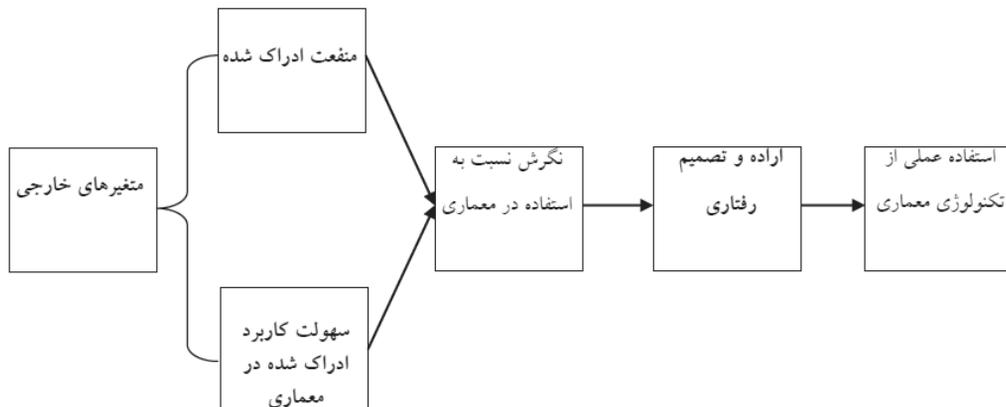 متغیرهای خارجی
منفعت ادراک شده
سهولت کاربرد
ادراک شده در
معماری
نگرش نسبت به
استفاده در معماری
اراده و تصمیم
رفتاری
استفاده عملی از
تکنولوژی معماری